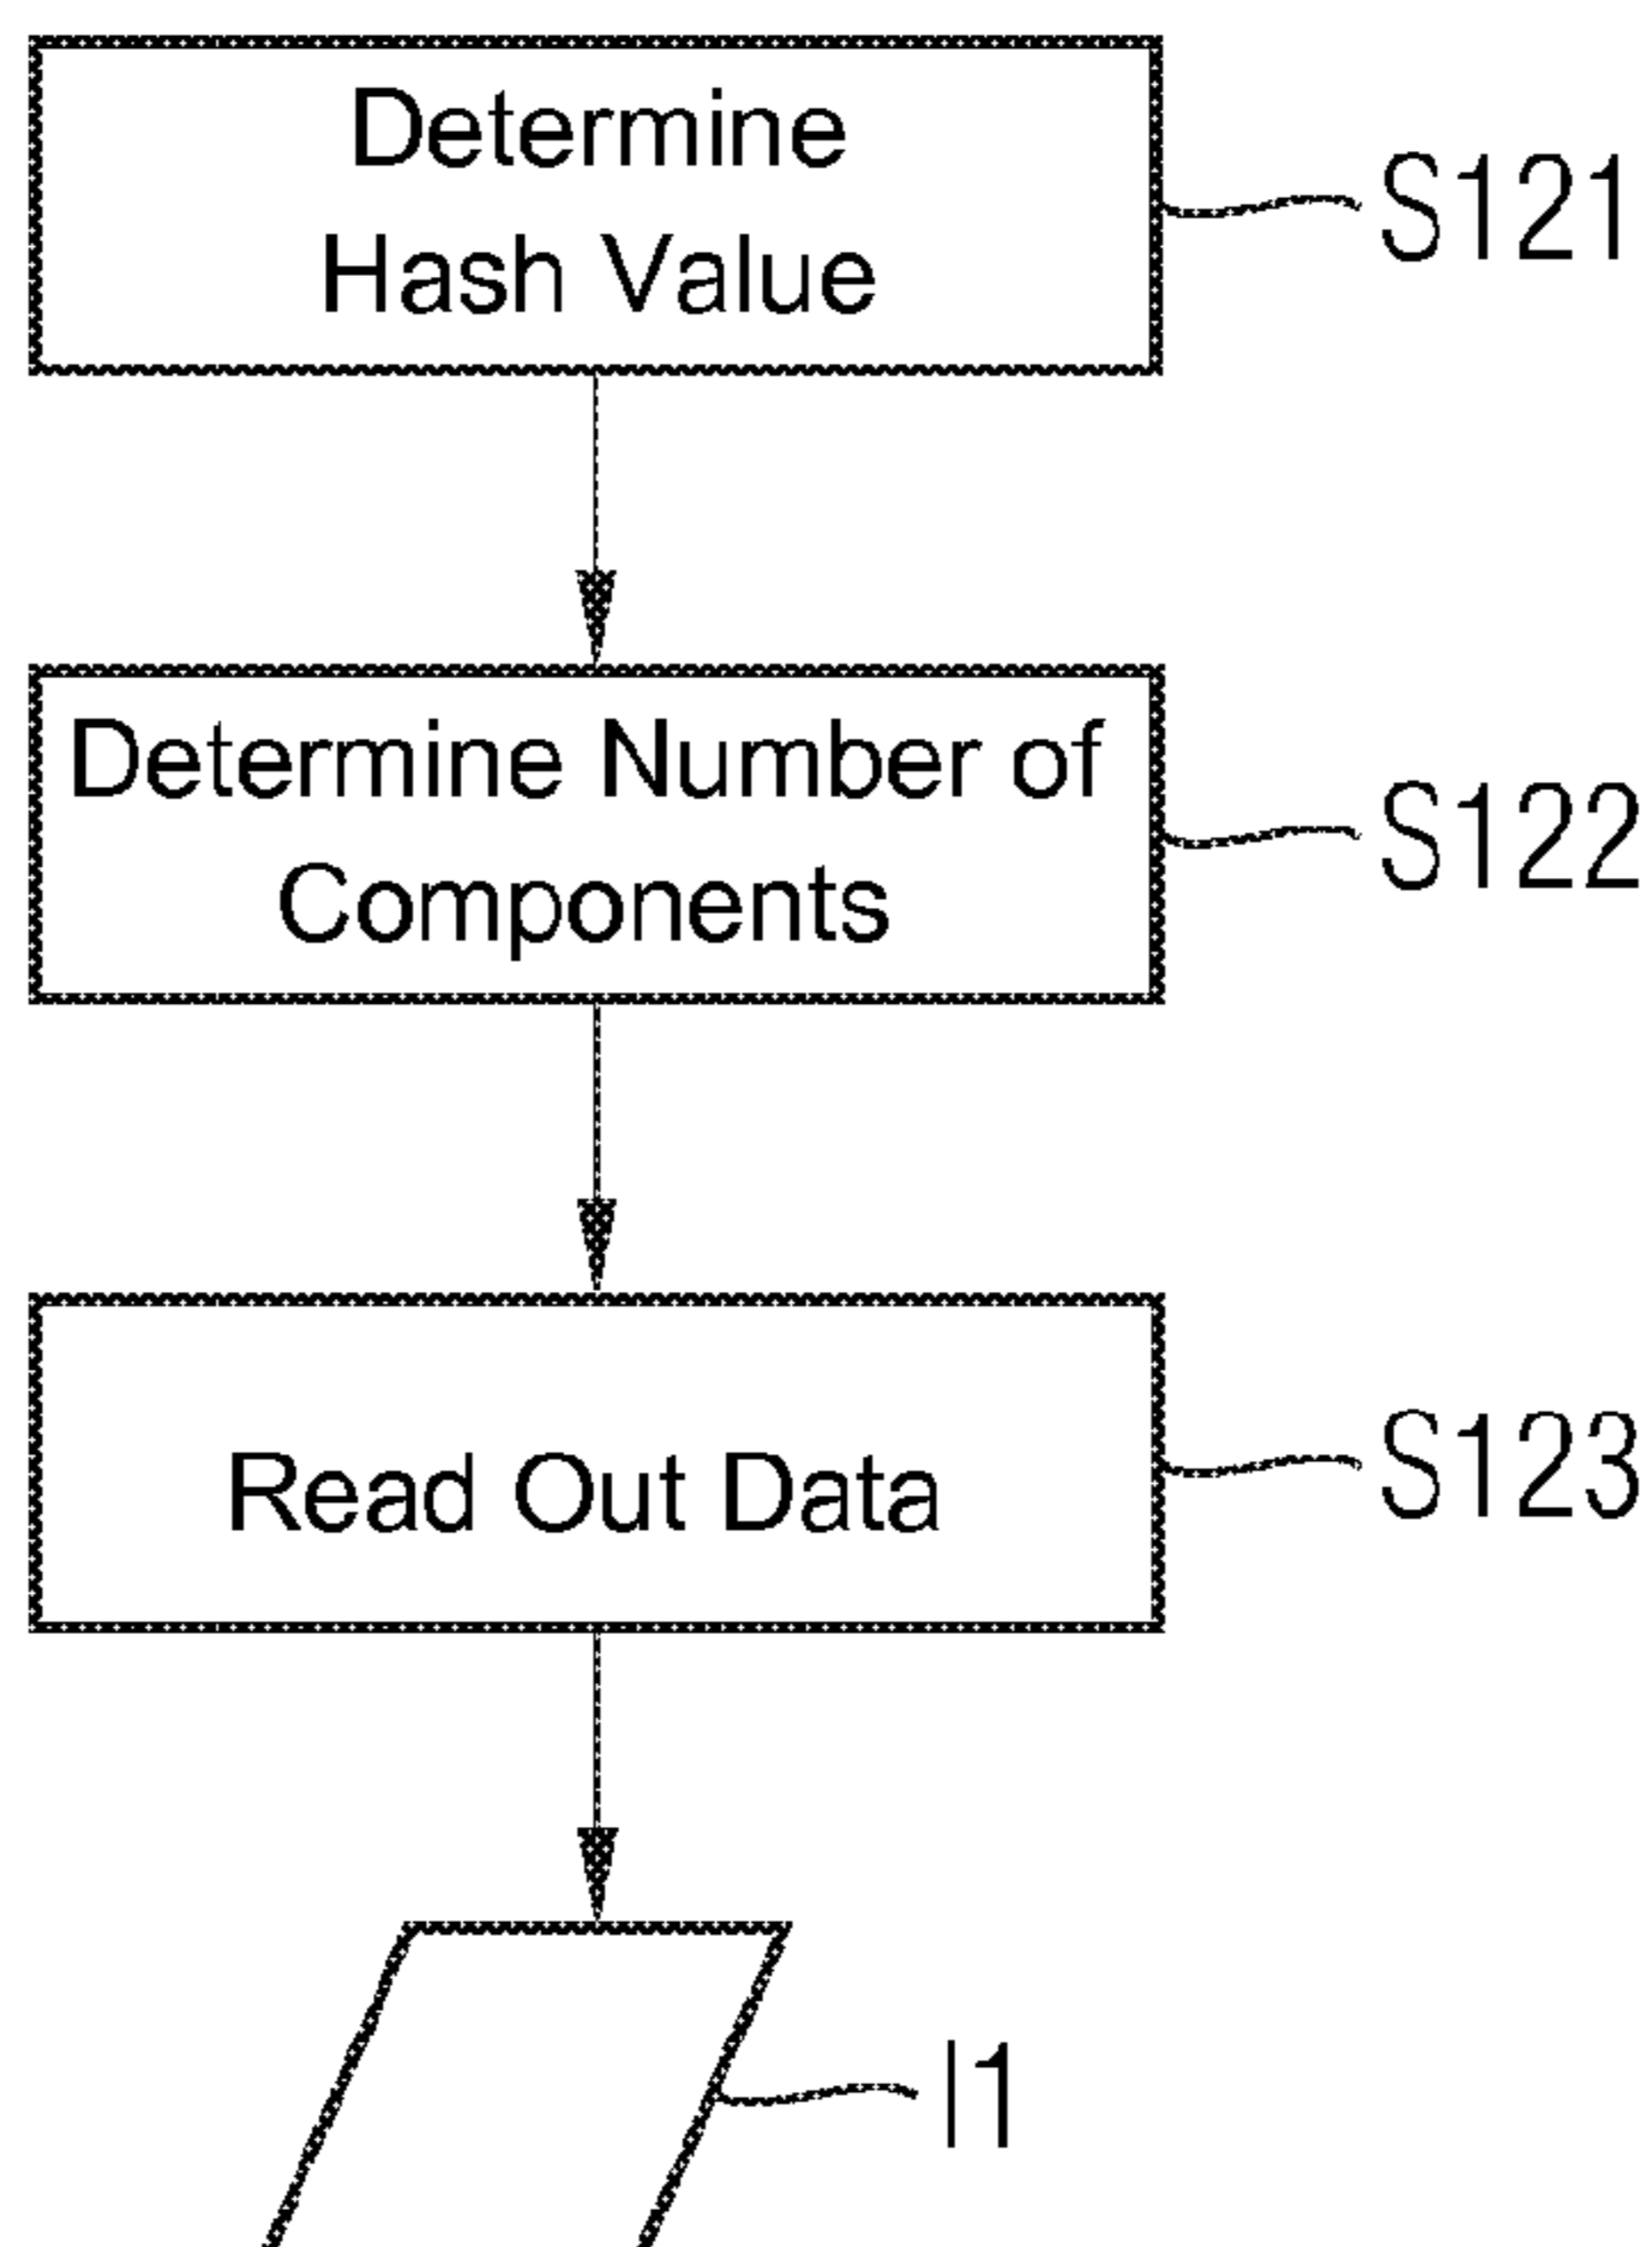 Determine
Hash Value
S121
Determine Number of
Components
S122
Read Out Data
S123
I1